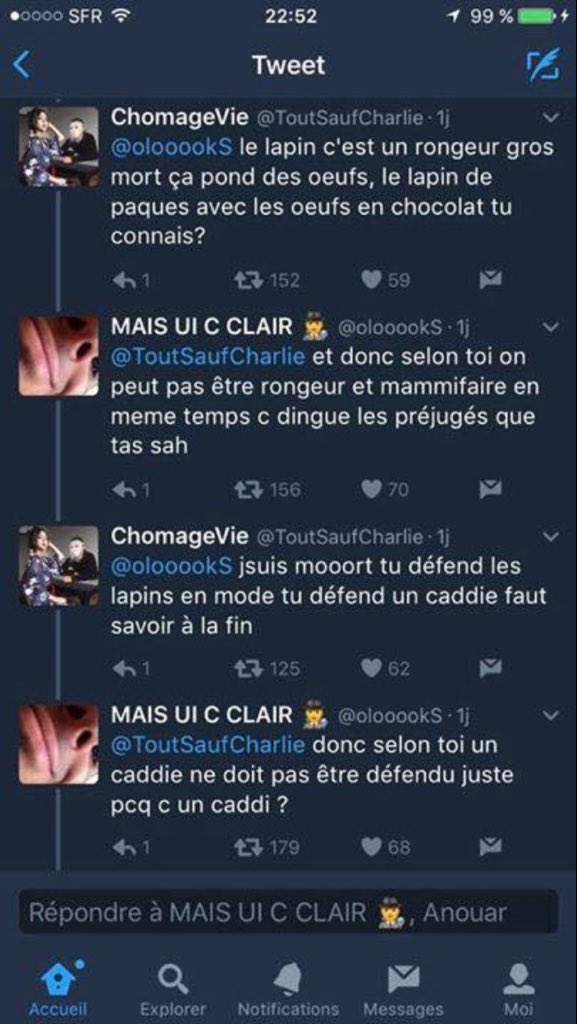 SFR 22:52 99 %
Tweet
ChomageVie @ToutSaufCharlie · 1j
@olooookS le lapin c'est un rongeur gros
mort ça pond des oeufs, le lapin de
paques avec les oeufs en chocolat tu
connais?
1 152 59
MAIS UI C CLAIR @olooookS · 1j
@ToutSaufCharlie et donc selon toi on
peut pas être rongeur et mammifaire en
meme temps c dingue les préjugés que
tas sah
1 156 70
ChomageVie @ToutSaufCharlie · 1j
@olooookS jsuis mooort tu défend les
lapins en mode tu défend un caddie faut
savoir à la fin
1 125 62
MAIS UI C CLAIR @olooookS · 1j
@ToutSaufCharlie donc selon toi un
caddie ne doit pas être défendu juste
pcq c un caddi ?
1 179 68
Répondre à MAIS UI C CLAIR , Anouar
Accueil Explorer Notifications Messages Moi